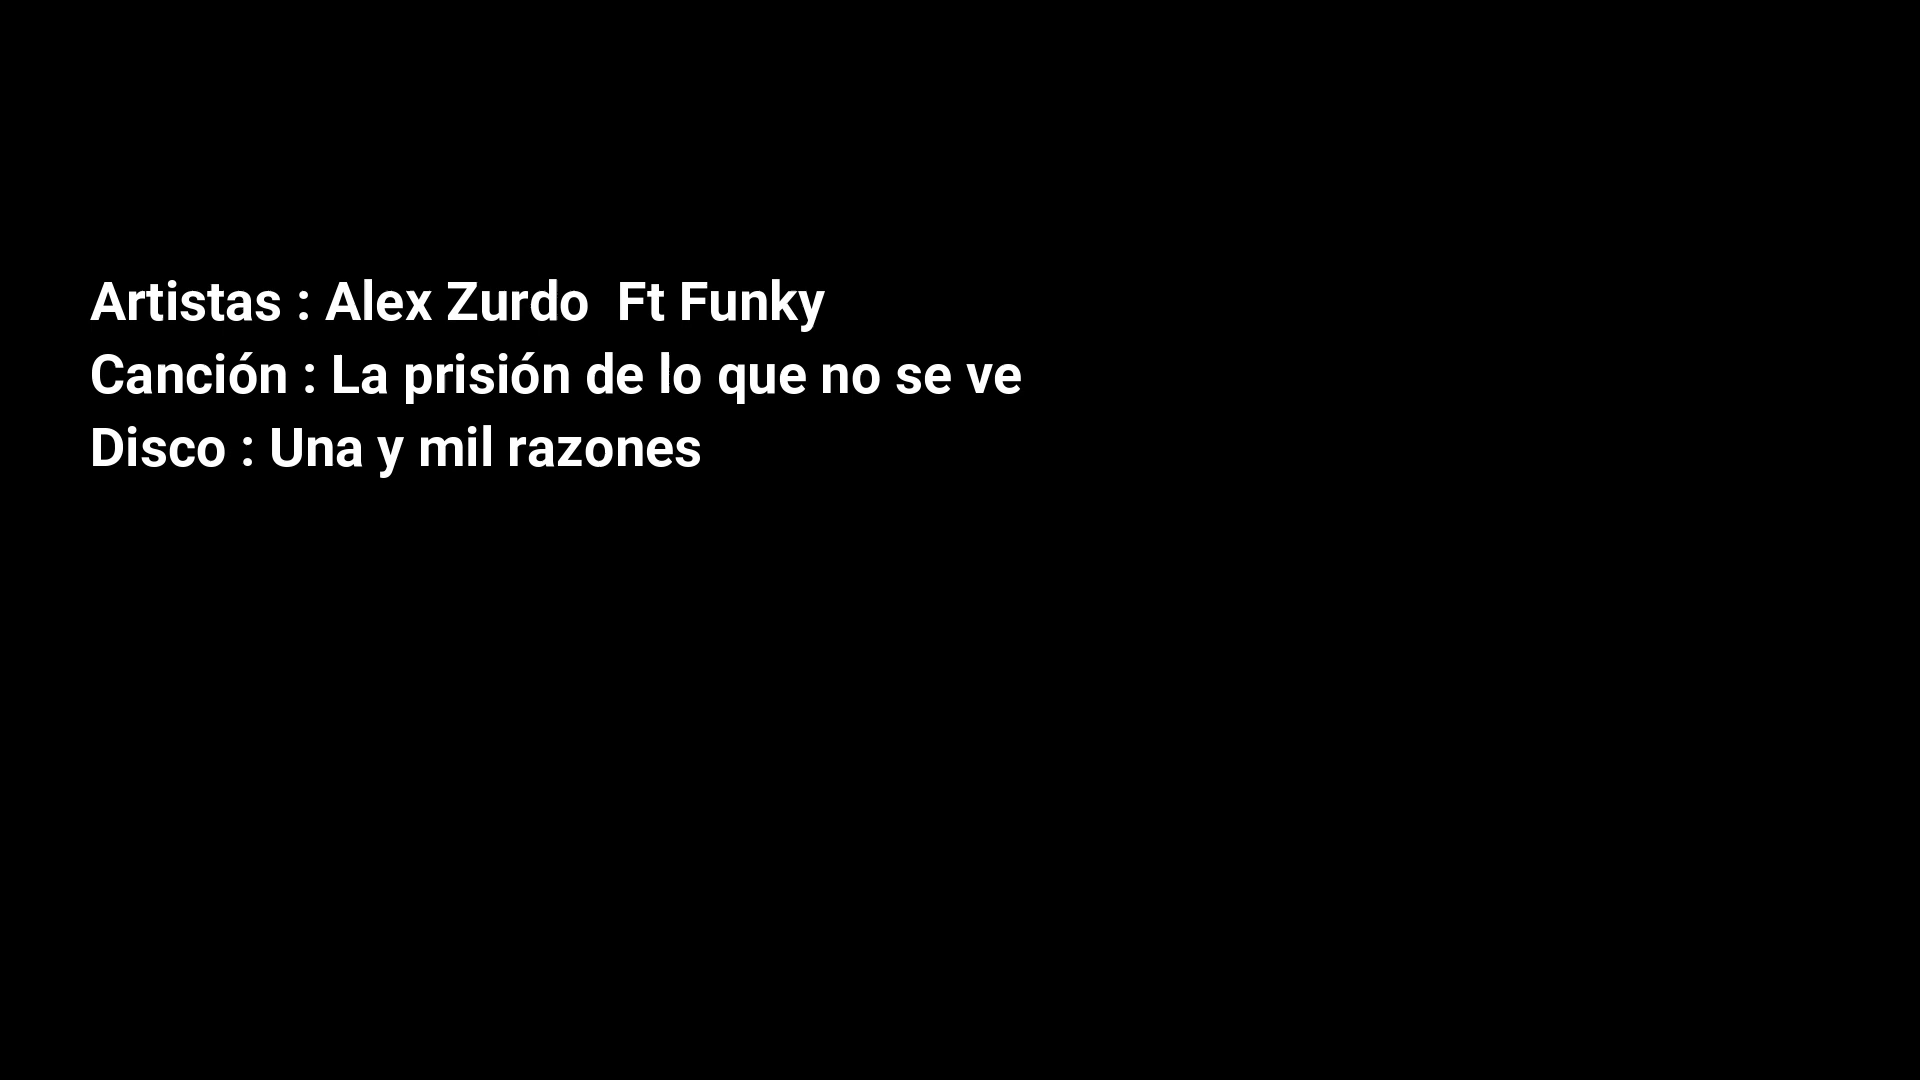 Artistas : Alex Zurdo  Ft Funky
Canción : La prisión de lo que no se ve
Disco : Una y mil razones